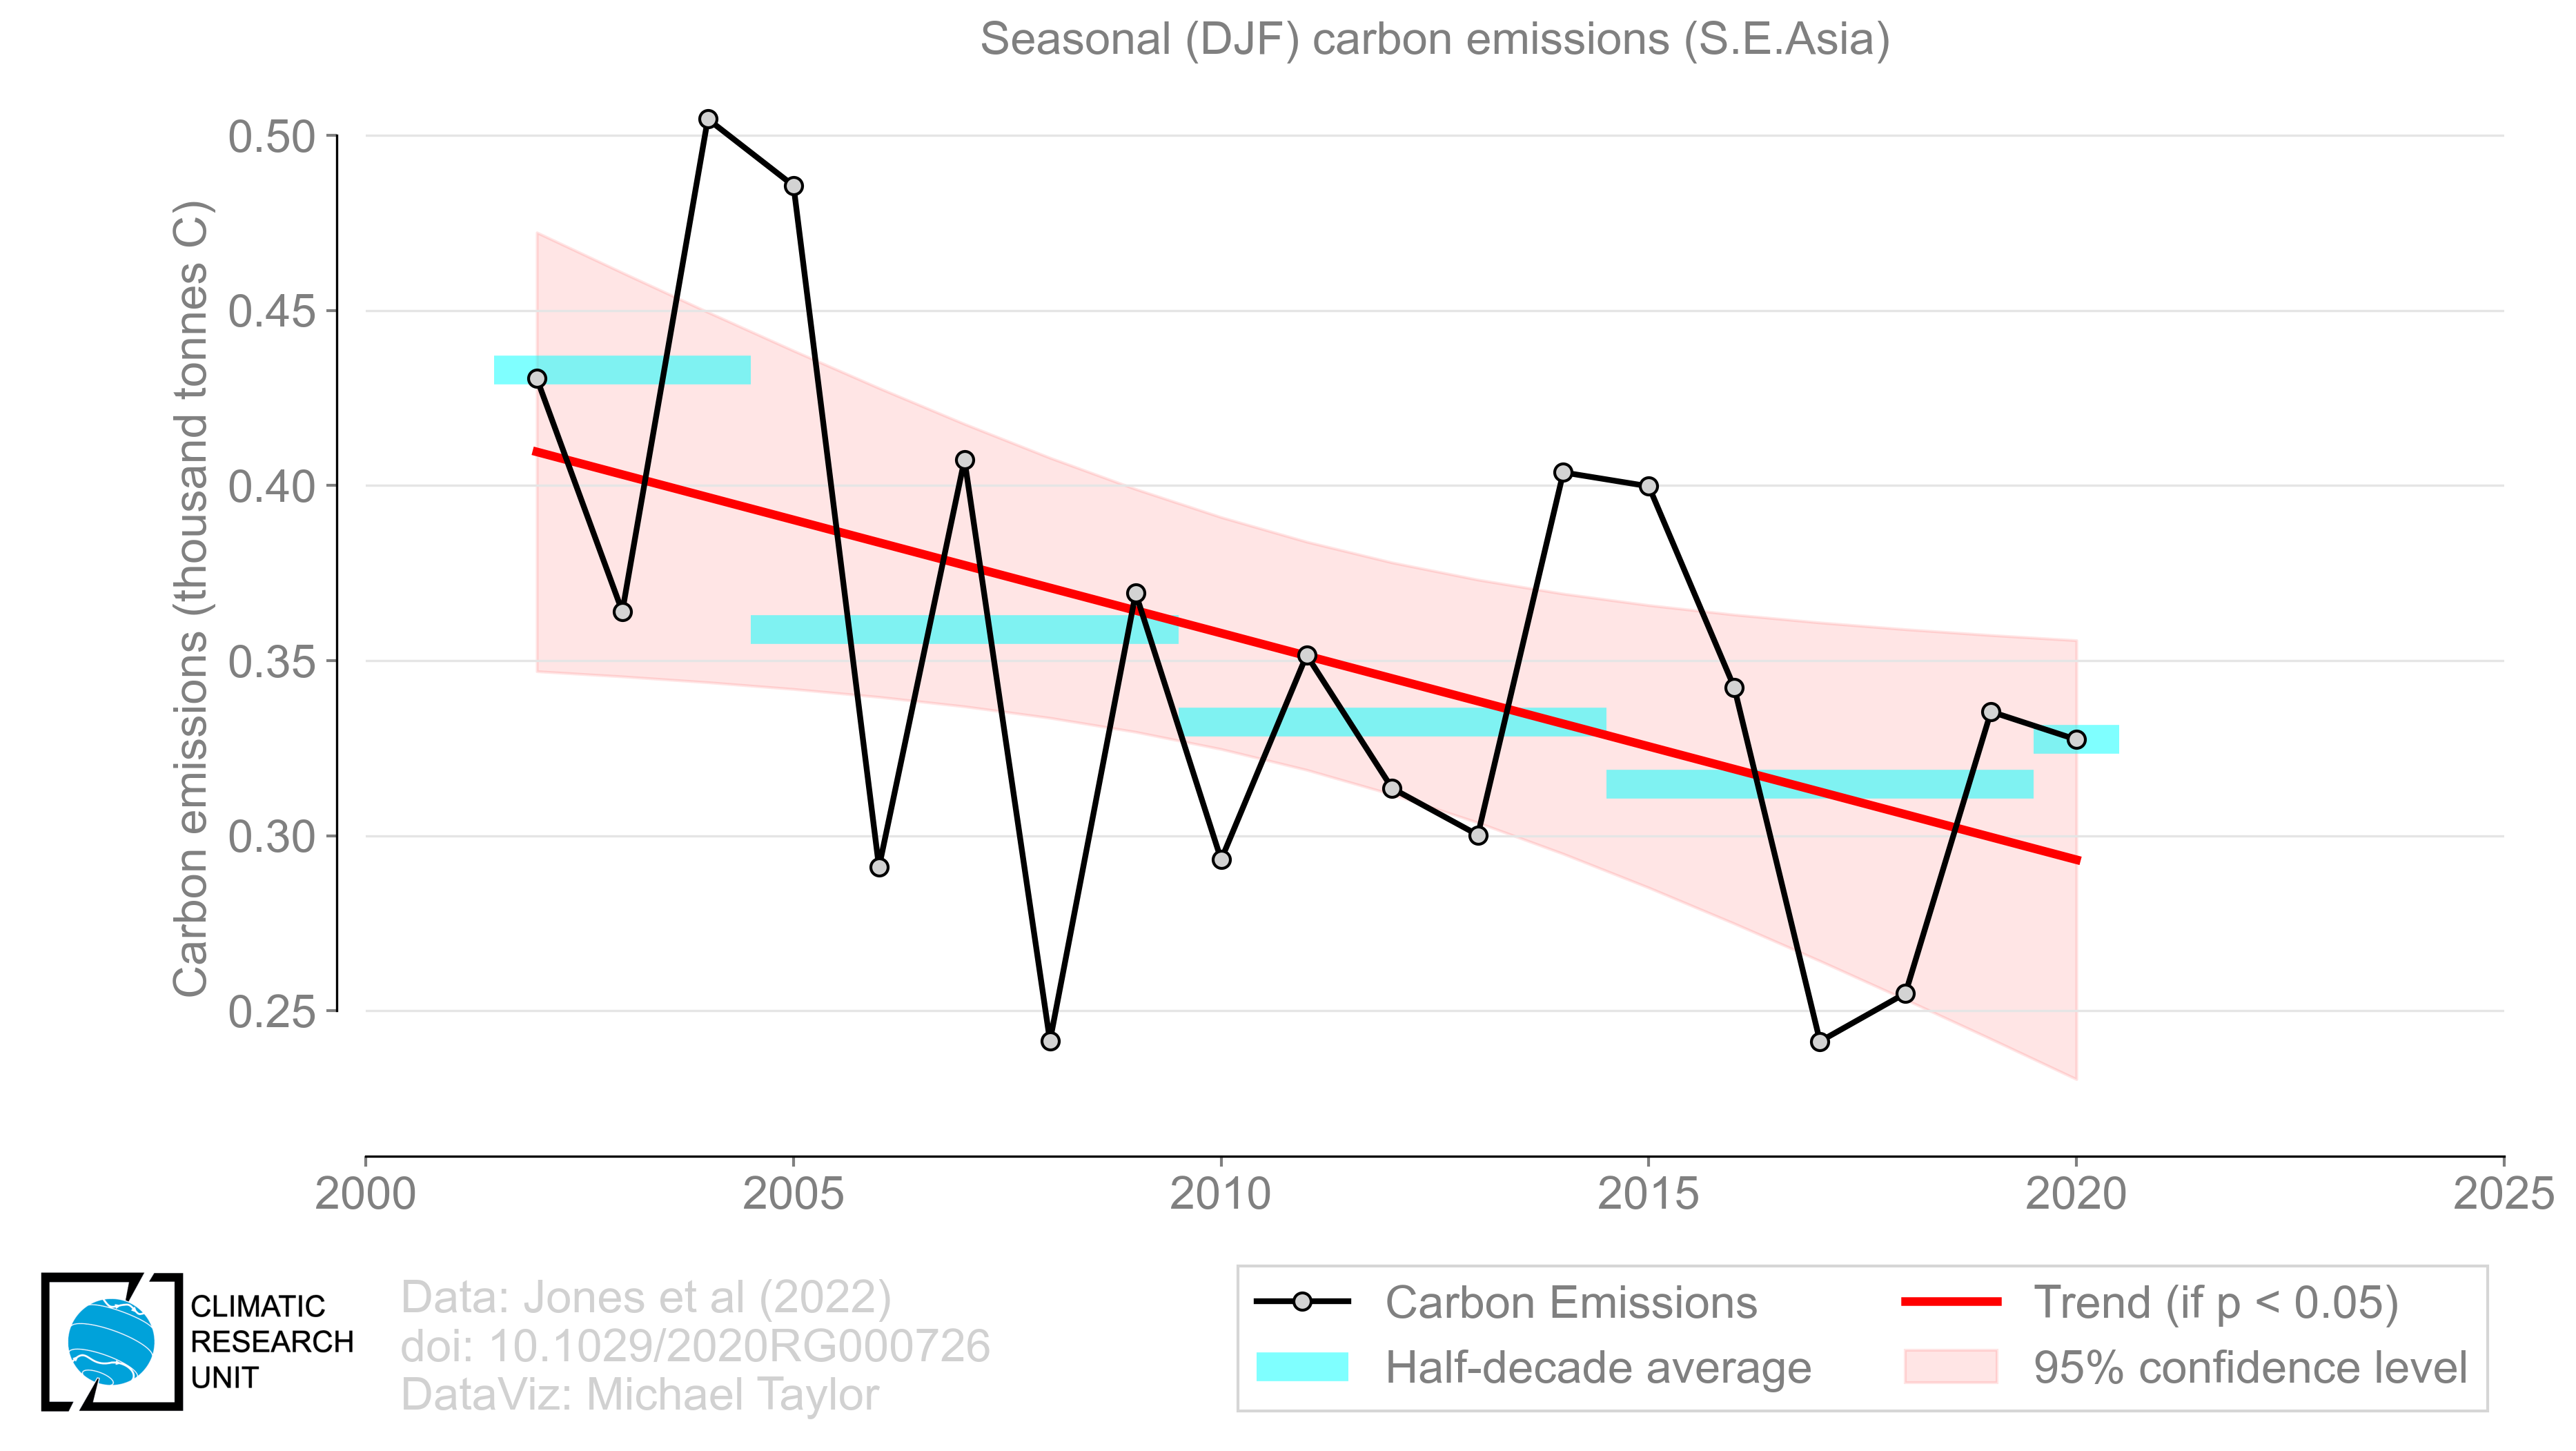 Seasonal (DJF) carbon emissions (S.E.Asia)
Carbon emissions (thousand tonnes C)
0.50
0.45
0.40
0.35
0.30
0.25
2000 2005 2010 2015 2020 2025
CLIMATIC
RESEARCH
UNIT
Data: Jones et al (2022)
doi: 10.1029/2020RG000726
DataViz: Michael Taylor
Carbon Emissions
Half-decade average
Trend (if p < 0.05)
95% confidence level